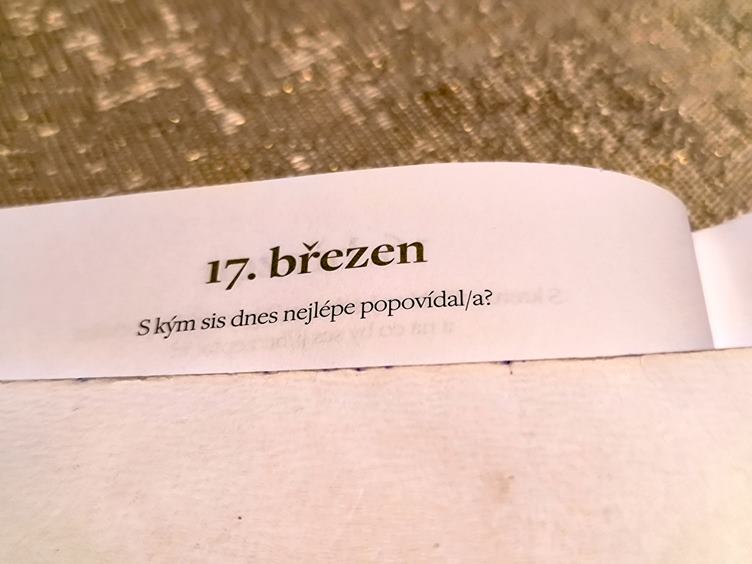 17. březen
S kým sis dnes nejlépe popovídal/a?